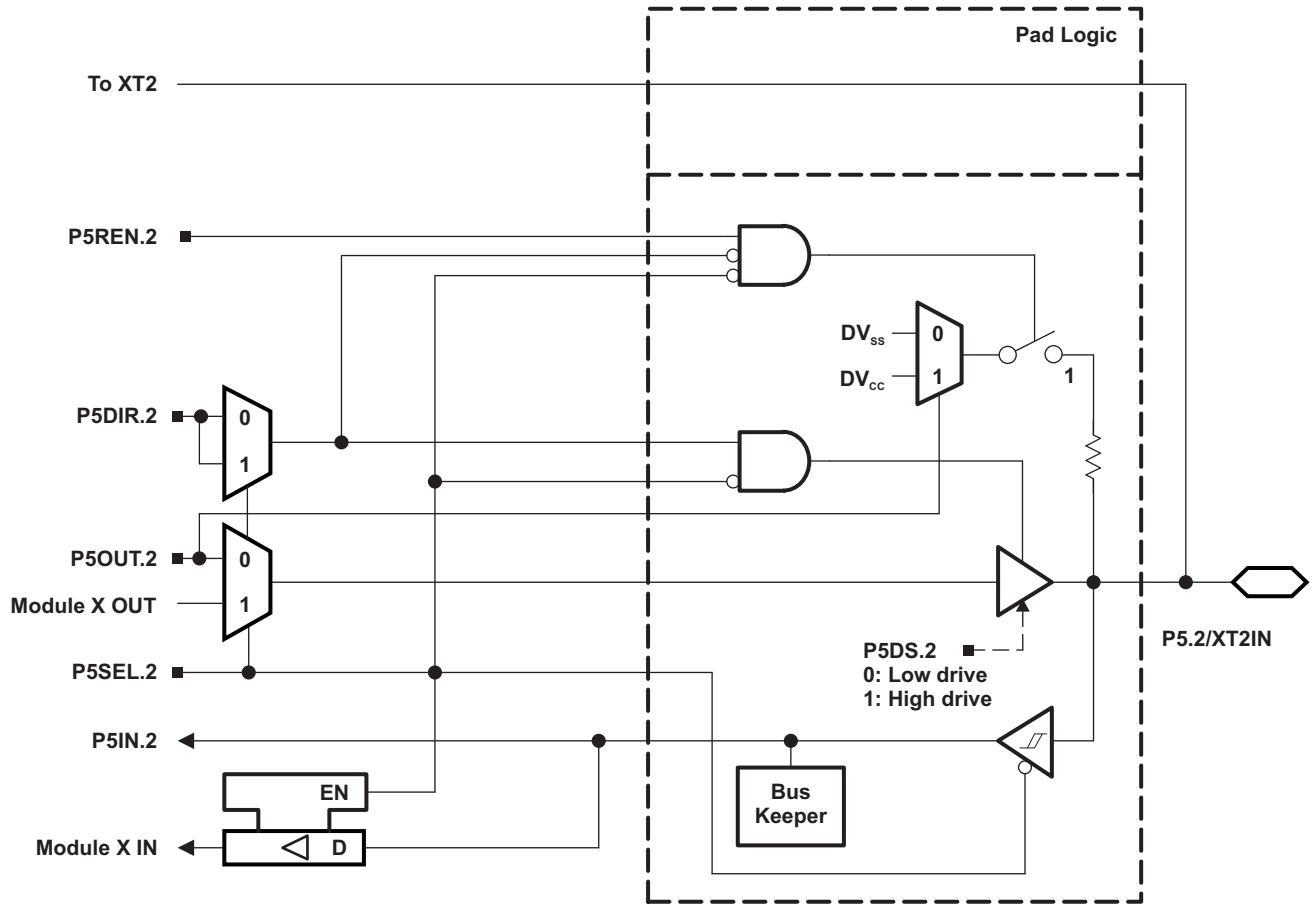 Pad Logic
To XT2
P5REN.2
DVSS
0
DVCC
1
1
P5DIR.2
0
1
P5OUT.2
0
Module X OUT
1
P5DS.2
0: Low drive
1: High drive
P5.2/XT2IN
P5SEL.2
P5IN.2
Bus
Keeper
EN
Module X IN
D